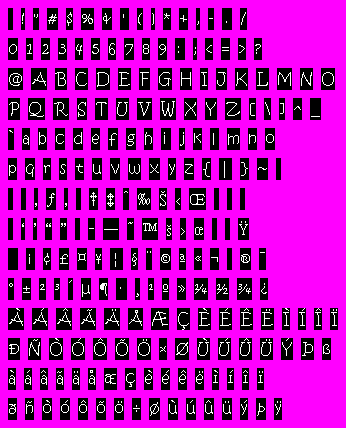 ! " # $ % & ' ( ) * + , - . /
0 1 2 3 4 5 6 7 8 9 : ; < = > ?
@ A B C D E F G H I J K L M N O
P Q R S T U V W X Y Z [ \ ] ^ _
` a b c d e f g h i j k l m n o
p q r s t u v w x y z { | } ~
‚ ƒ „ † ‡ ˆ ‰ Š ‹ Œ
‘ ’ “ ” - — ˜ ™ š › œ Ÿ
¡ ¢ £ ¤ ¥ ¦ § ¨ © ª « ¬ ® ¯
° ± ² ³ ´ µ ¶ · ¸ ¹ º » ¼ ½ ¾ ¿
À Á Â Ã Ä Å Æ Ç È É Ê Ë Ì Í Î Ï
Ð Ñ Ò Ó Ô Õ Ö × Ø Ù Ú Û Ü Ý Þ ß
à á â ã ä å æ ç è é ê ë ì í î ï
ð ñ ò ó ô õ ö ÷ ø ù ú û ü ý þ ÿ